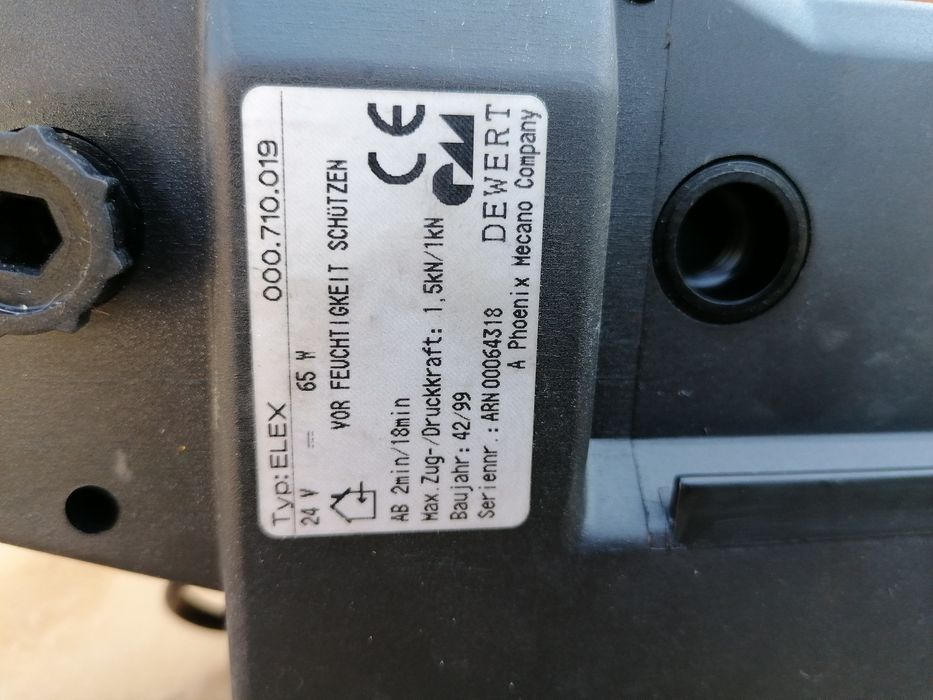 Typ: ELEX 000.710.019
24 V ⎓ 65 W
VOR FEUCHTIGKEIT SCHÜTZEN
CE
AB 2min/18min
Max.Zug-/Druckkraft: 1,5kN/1kN
Baujahr: 42/99
Seriennr.: ARN 00064318
DEWERT
A Phoenix Mecano Company